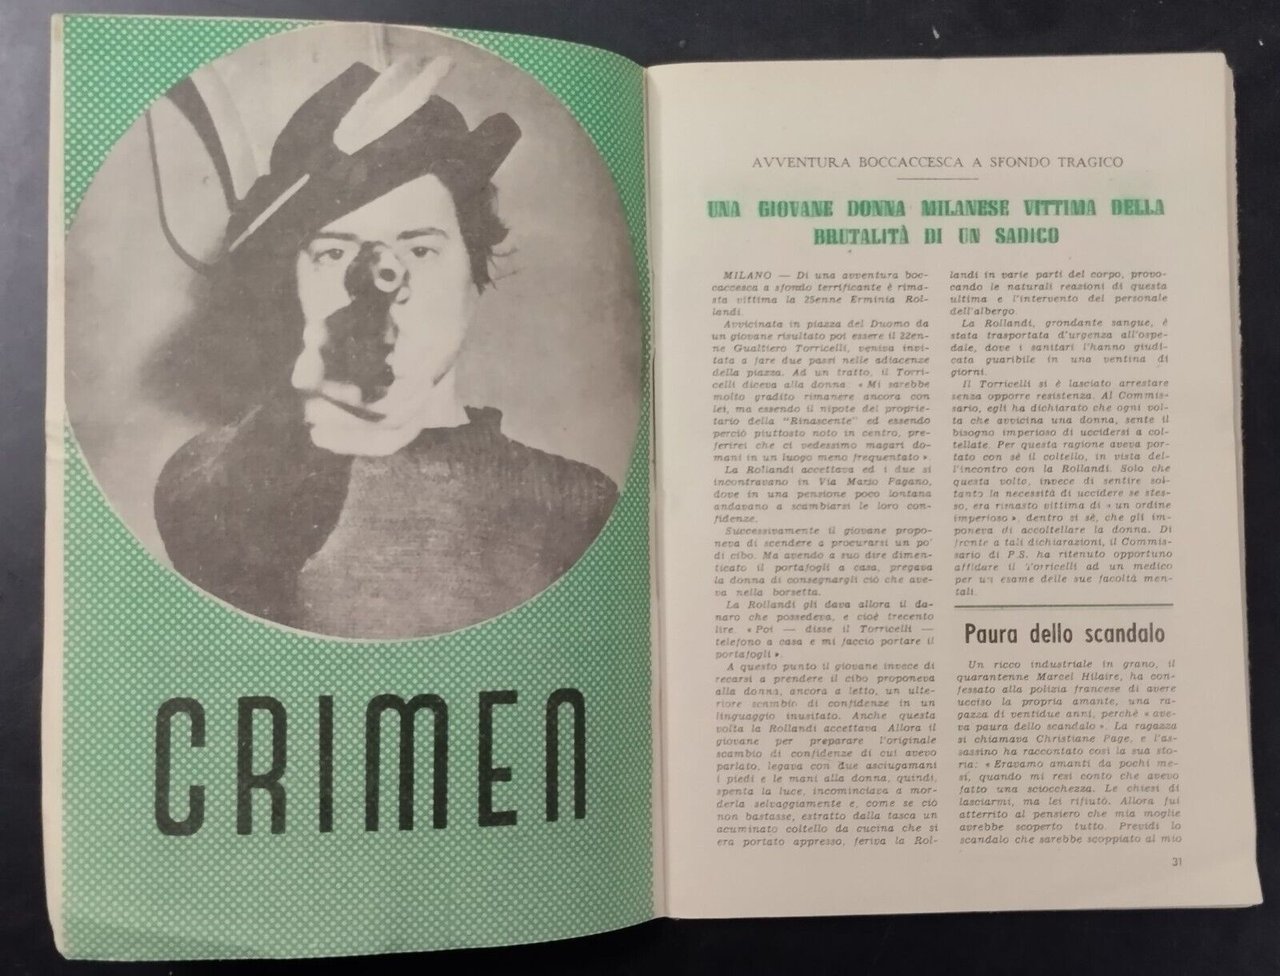 CRIMEN
AVVENTURA BOCCACCESCA A SFONDO TRAGICO
UNA GIOVANE DONNA MILANESE VITTIMA DELLA
BRUTALITÀ DI UN SADICO
MILANO — Di una avventura boc-
caccesca a sfondo terrificante è rima-
sta vittima la 25enne Erminia Rol-
landi.
Avvicinata in piazza del Duomo da
un giovane risultato poi essere il 22en-
ne Gualtiero Torricelli, veniva invi-
tata a fare due passi nelle adiacenze
della piazza. Ad un tratto, il Torri-
celli diceva alla donna: « Mi sarebbe
molto gradito rimanere ancora con
lei, ma essendo il nipote del proprie-
tario della "Rinascente" ed essendo
perciò piuttosto noto in centro, pre-
ferirei che ci vedessimo magari do-
mani in un luogo meno frequentato ».
La Rollandi accettava ed i due si
incontravano in Via Mario Pagano,
dove in una pensione poco lontana
andavano a scambiarsi le loro con-
fidenze.
Successivamente il giovane propo-
neva di scendere a procurarsi un po'
di cibo. Ma avendo a suo dire dimen-
ticato il portafogli a casa, pregava
la donna di consegnargli ciò che ave-
va nella borsetta.
La Rollandi gli dava allora il da-
naro che possedeva, e cioè trecento
lire. « Poi — disse il Torricelli —
telefono a casa e mi faccio portare il
portafogli ».
A questo punto il giovane invece di
recarsi a prendere il cibo proponeva
alla donna, ancora a letto, un ulte-
riore scambio di confidenze in un
linguaggio inusitato. Anche questa
volta la Rollandi accettava. Allora il
giovane per preparare l'originale
scambio di confidenze di cui avevo
parlato, legava con due asciugamani
i piedi e le mani alla donna, quindi,
spenta la luce, incominciava a mor-
derla selvaggiamente e, come se ciò
non bastasse, estratto dalla tasca un
acuminato coltello da cucina che si
era portato appresso, feriva la Rol-
landi in varie parti del corpo, provo-
cando le naturali reazioni di questa
ultima e l'intervento del personale
dell'albergo.
La Rollandi, grondante sangue, è
stata trasportata d'urgenza all'ospe-
dale, dove i sanitari l'hanno giudi-
cata guaribile in una ventina di
giorni.
Il Torricelli si è lasciato arrestare
senza opporre resistenza. Al Commis-
sario, egli ha dichiarato che ogni vol-
ta che avvicina una donna, sente il
bisogno imperioso di uccidersi a col-
tellate. Per questa ragione aveva por-
tato con sè il coltello, in vista del-
l'incontro con la Rollandi. Solo che
questa volta, invece di sentire sol-
tanto la necessità di uccidere se stes-
so, era rimasto vittima di « un ordine
imperioso », dentro di sè, che gli im-
poneva di accoltellare la donna. Di
fronte a tali dichiarazioni, il Commis-
sario di P.S. ha ritenuto opportuno
affidare il Torricelli ad un medico
per un esame delle sue facoltà men-
tali.
Paura dello scandalo
Un ricco industriale in grano, il
quarantenne Marcel Hilaire, ha con-
fessato alla polizia francese di avere
ucciso la propria amante, una ra-
gazza di ventidue anni, perchè « ave-
va paura dello scandalo ». La ragazza
si chiamava Christiane Page, e l'as-
sassino ha raccontato così la sua sto-
ria: « Eravamo amanti da pochi me-
si, quando mi resi conto che avevo
fatto una sciocchezza. Le chiesi di
lasciarmi, ma lei rifiutò. Allora fui
atterrito al pensiero che mia moglie
avrebbe scoperto tutto. Previdi lo
scandalo che sarebbe scoppiato al mio
31